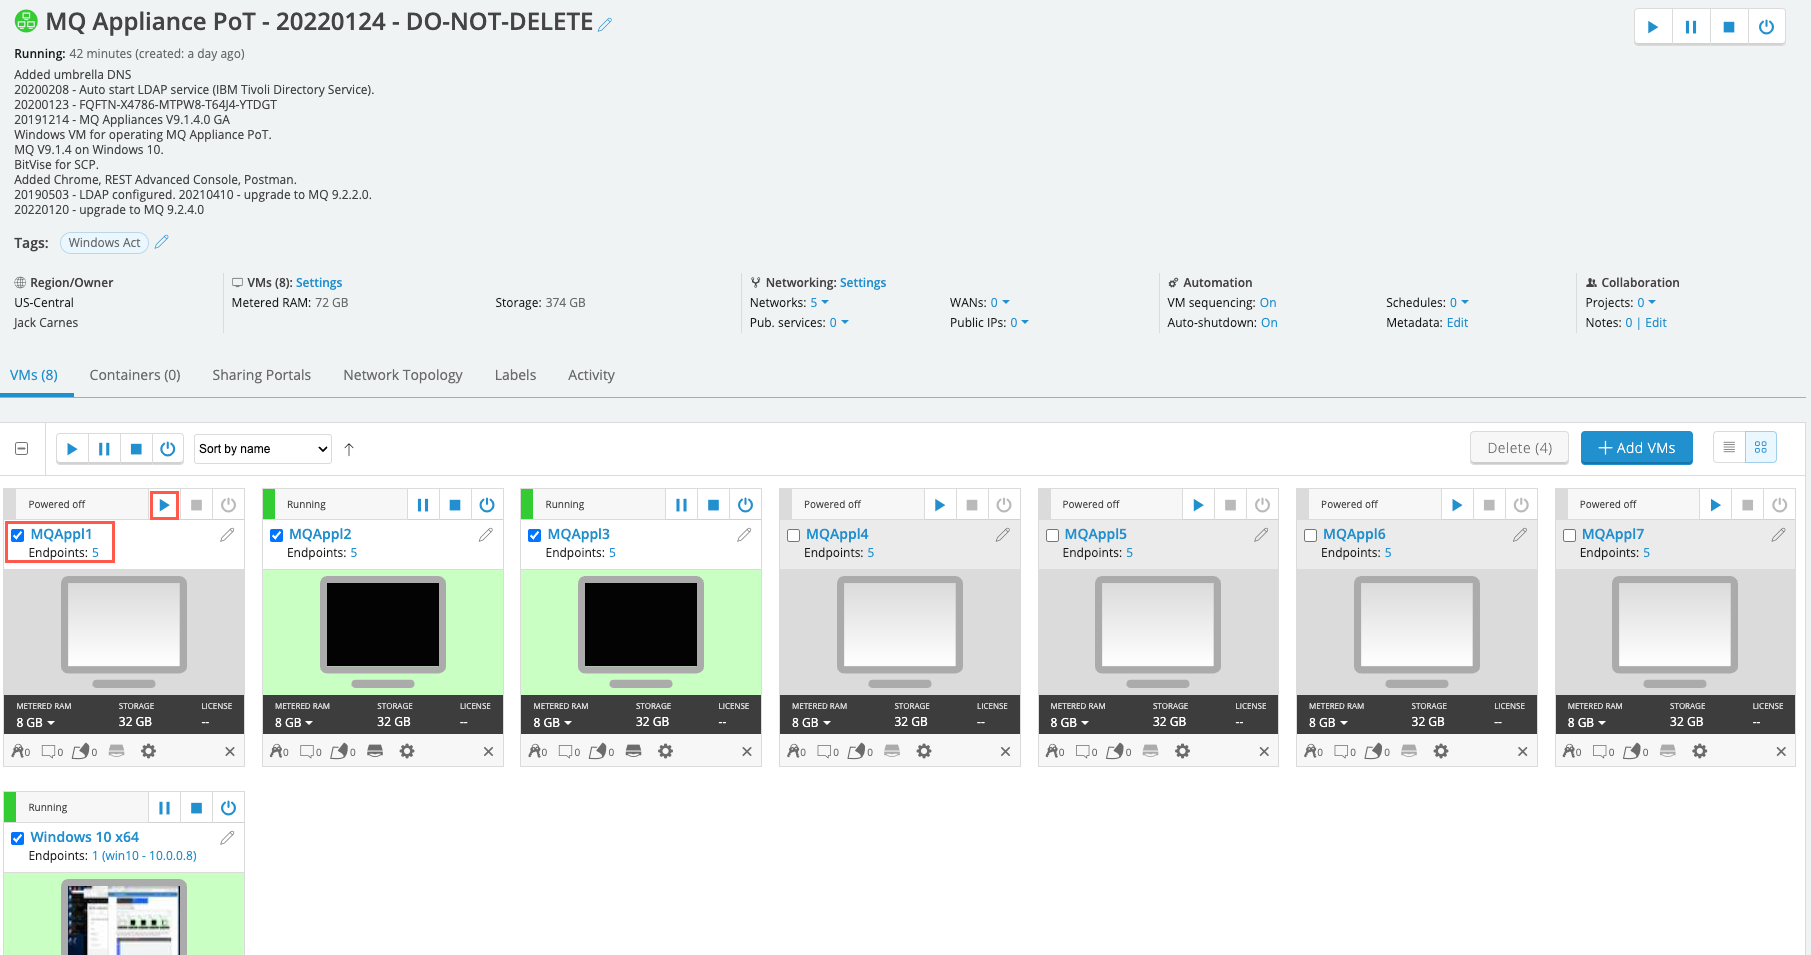 MQ Appliance PoT - 20220124 - DO-NOT-DELETE
Running: 42 minutes (created: a day ago)
Added umbrella DNS
20200208 - Auto start LDAP service (IBM Tivoli Directory Service).
20200123 - FQFTN-X4786-MTPW8-T64J4-YTDGT
20191214 - MQ Appliances V9.1.4.0 GA
Windows VM for operating MQ Appliance PoT.
MQ V9.1.4 on Windows 10.
BitVise for SCP.
Added Chrome, REST Advanced Console, Postman.
20190503 - LDAP configured. 20210410 - upgrade to MQ 9.2.2.0.
20220120 - upgrade to MQ 9.2.4.0
Tags: Windows Act
Region/Owner
US-Central
Jack Carnes
VMs (8): Settings
Metered RAM: 72 GB Storage: 374 GB
Networking: Settings
Networks: 5 WANs: 0
Pub. services: 0 Public IPs: 0
Automation
VM sequencing: On Schedules: 0
Auto-shutdown: On Metadata: Edit
Collaboration
Projects: 0
Notes: 0 | Edit
VMs (8) Containers (0) Sharing Portals Network Topology Labels Activity
Sort by name Delete (4) + Add VMs
Powered off
MQAppl1
Endpoints: 5
METERED RAM STORAGE LICENSE
8 GB 32 GB --
0 0 0
Running
MQAppl2
Endpoints: 5
METERED RAM STORAGE LICENSE
8 GB 32 GB --
0 0 0
Running
MQAppl3
Endpoints: 5
METERED RAM STORAGE LICENSE
8 GB 32 GB --
0 0 0
Powered off
MQAppl4
Endpoints: 5
METERED RAM STORAGE LICENSE
8 GB 32 GB --
0 0 0
Powered off
MQAppl5
Endpoints: 5
METERED RAM STORAGE LICENSE
8 GB 32 GB --
0 0 0
Powered off
MQAppl6
Endpoints: 5
METERED RAM STORAGE LICENSE
8 GB 32 GB --
0 0 0
Powered off
MQAppl7
Endpoints: 5
METERED RAM STORAGE LICENSE
8 GB 32 GB --
0 0 0
Running
Windows 10 x64
Endpoints: 1 (win10 - 10.0.0.8)